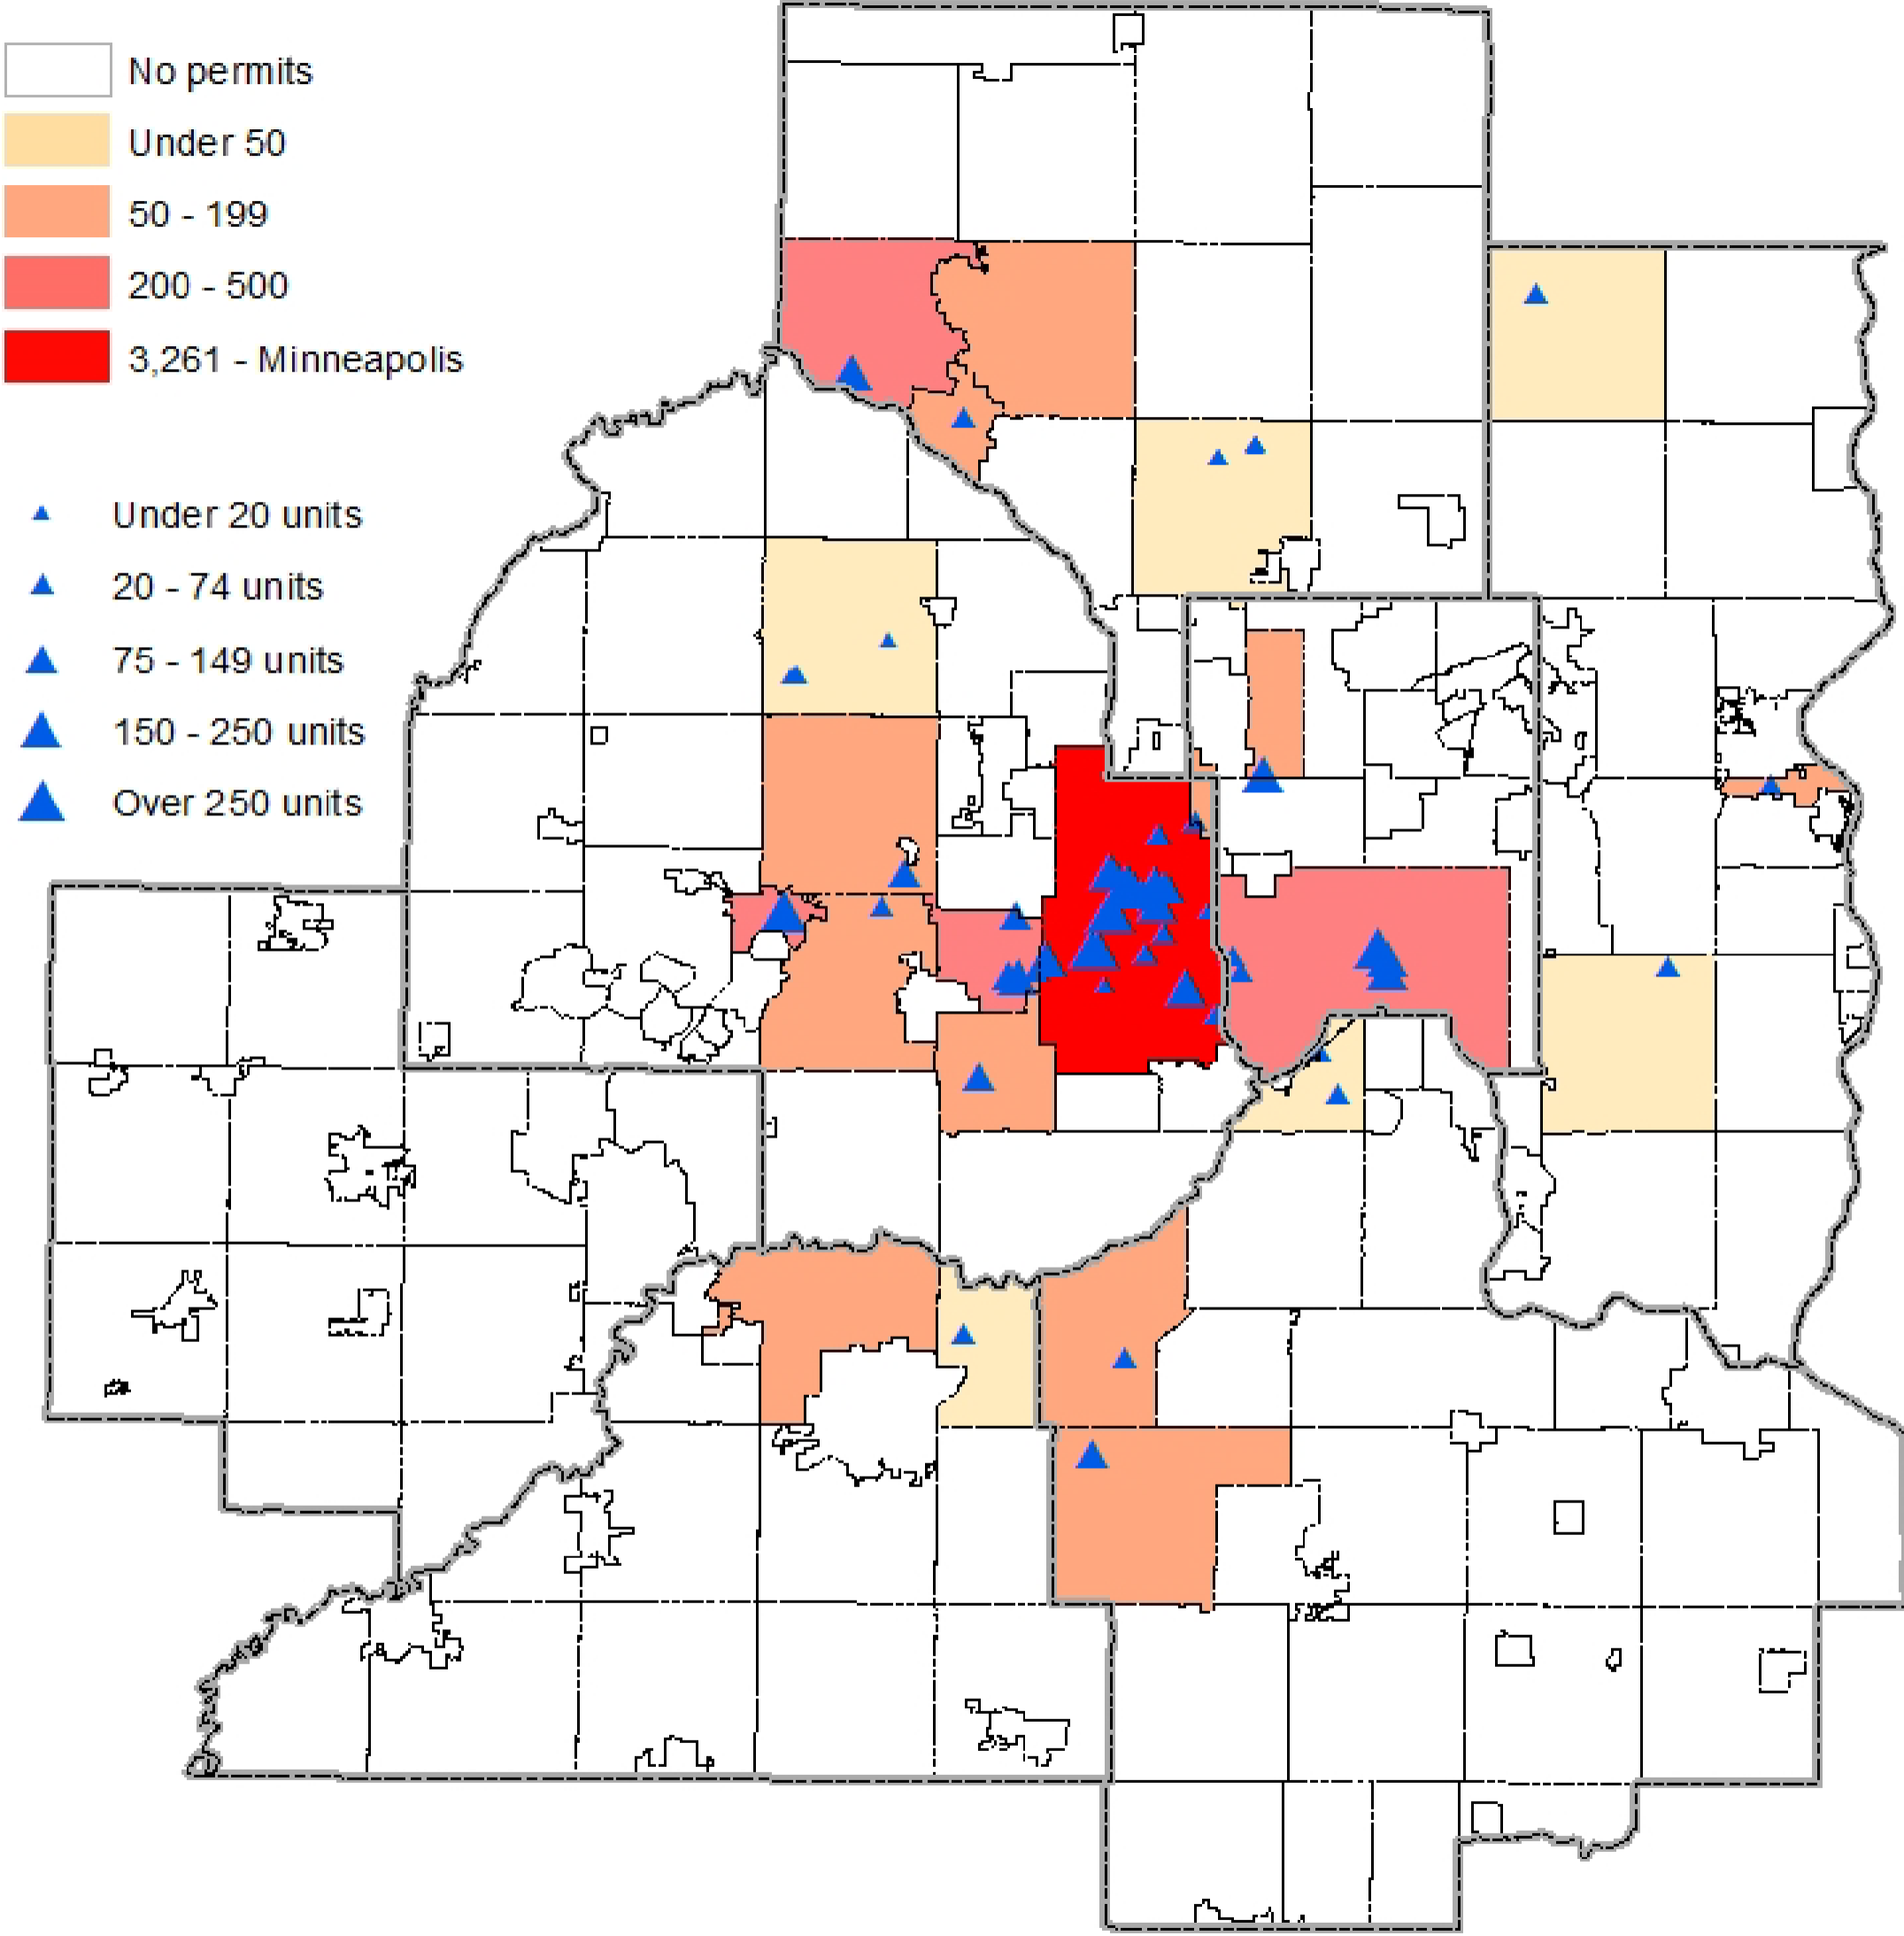 No permits
Under 50
50 - 199
200 - 500
3,261 - Minneapolis
Under 20 units
20 - 74 units
75 - 149 units
150 - 250 units
Over 250 units